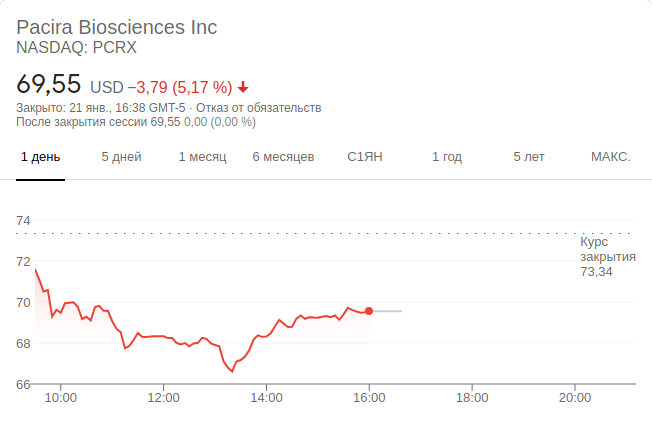 Pacira Biosciences Inc
NASDAQ: PCRX
69,55 USD −3,79 (5,17 %)
Закрыто: 21 янв., 16:38 GMT-5 · Отказ от обязательств
После закрытия сессии 69,55 0,00 (0,00 %)
1 день 5 дней 1 месяц 6 месяцев С1ЯН 1 год 5 лет МАКС.
74
Курс
закрытия
73,34
72
70
68
66
10:00 12:00 14:00 16:00 18:00 20:00